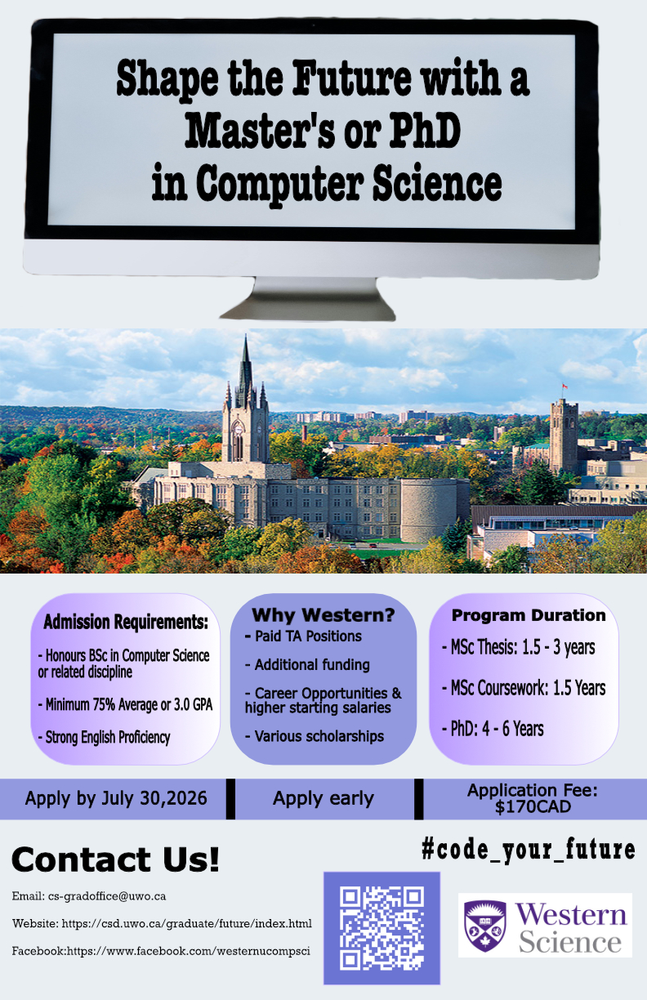 Shape the Future with a
Master's or PhD
in Computer Science
Admission Requirements:
- Honours BSc in Computer Science
or related discipline
- Minimum 75% Average or 3.0 GPA
- Strong English Proficiency
Why Western?
- Paid TA Positions
- Additional funding
- Career Opportunities &
higher starting salaries
- Various scholarships
Program Duration
- MSc Thesis: 1.5 - 3 years
- MSc Coursework: 1.5 Years
- PhD: 4 - 6 Years
Apply by July 30,2026
Apply early
Application Fee:
$170CAD
Contact Us!
Email: cs-gradoffice@uwo.ca
Website: https://csd.uwo.ca/graduate/future/index.html
Facebook:https://www.facebook.com/westernucompsci
#code_your_future
Western
Science